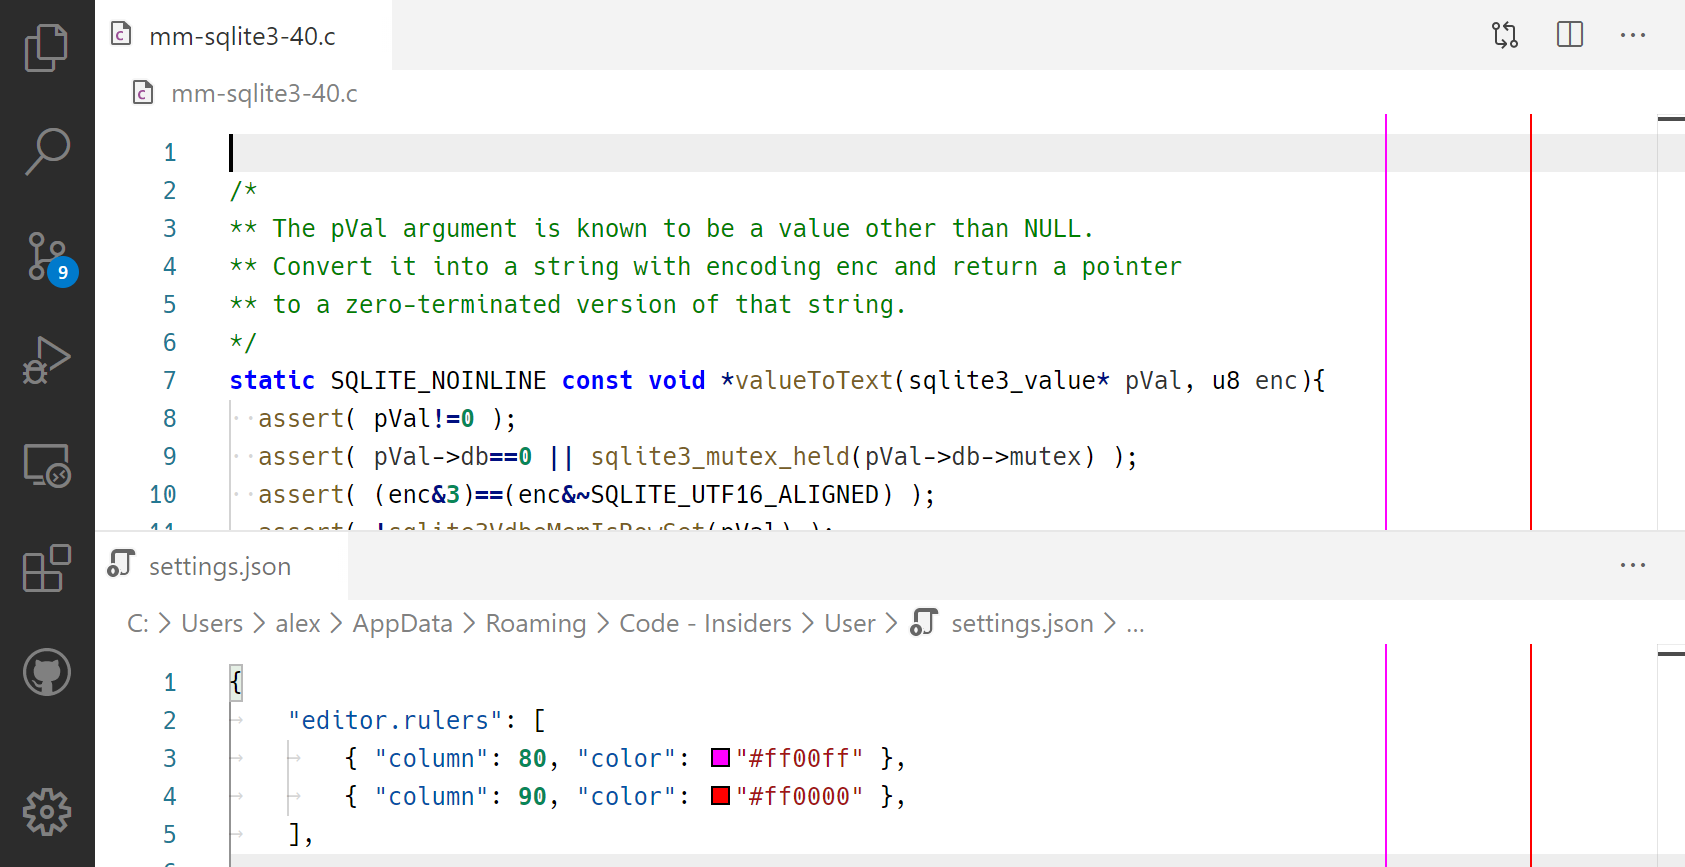 mm-sqlite3-40.c
mm-sqlite3-40.c
1
2 /*
3 ** The pVal argument is known to be a value other than NULL.
4 ** Convert it into a string with encoding enc and return a pointer
5 ** to a zero-terminated version of that string.
6 */
7 static SQLITE_NOINLINE const void *valueToText(sqlite3_value* pVal, u8 enc){
8 assert( pVal!=0 );
9 assert( pVal->db==0 || sqlite3_mutex_held(pVal->db->mutex) );
10 assert( (enc&3)==(enc&~SQLITE_UTF16_ALIGNED) );
11 assert( !sqlite3VdbeMemIsRowSet(pVal) );
9
settings.json
C: > Users > alex > AppData > Roaming > Code - Insiders > User > settings.json > ...
1 {
2 "editor.rulers": [
3 { "column": 80, "color": "#ff00ff" },
4 { "column": 90, "color": "#ff0000" },
5 ],